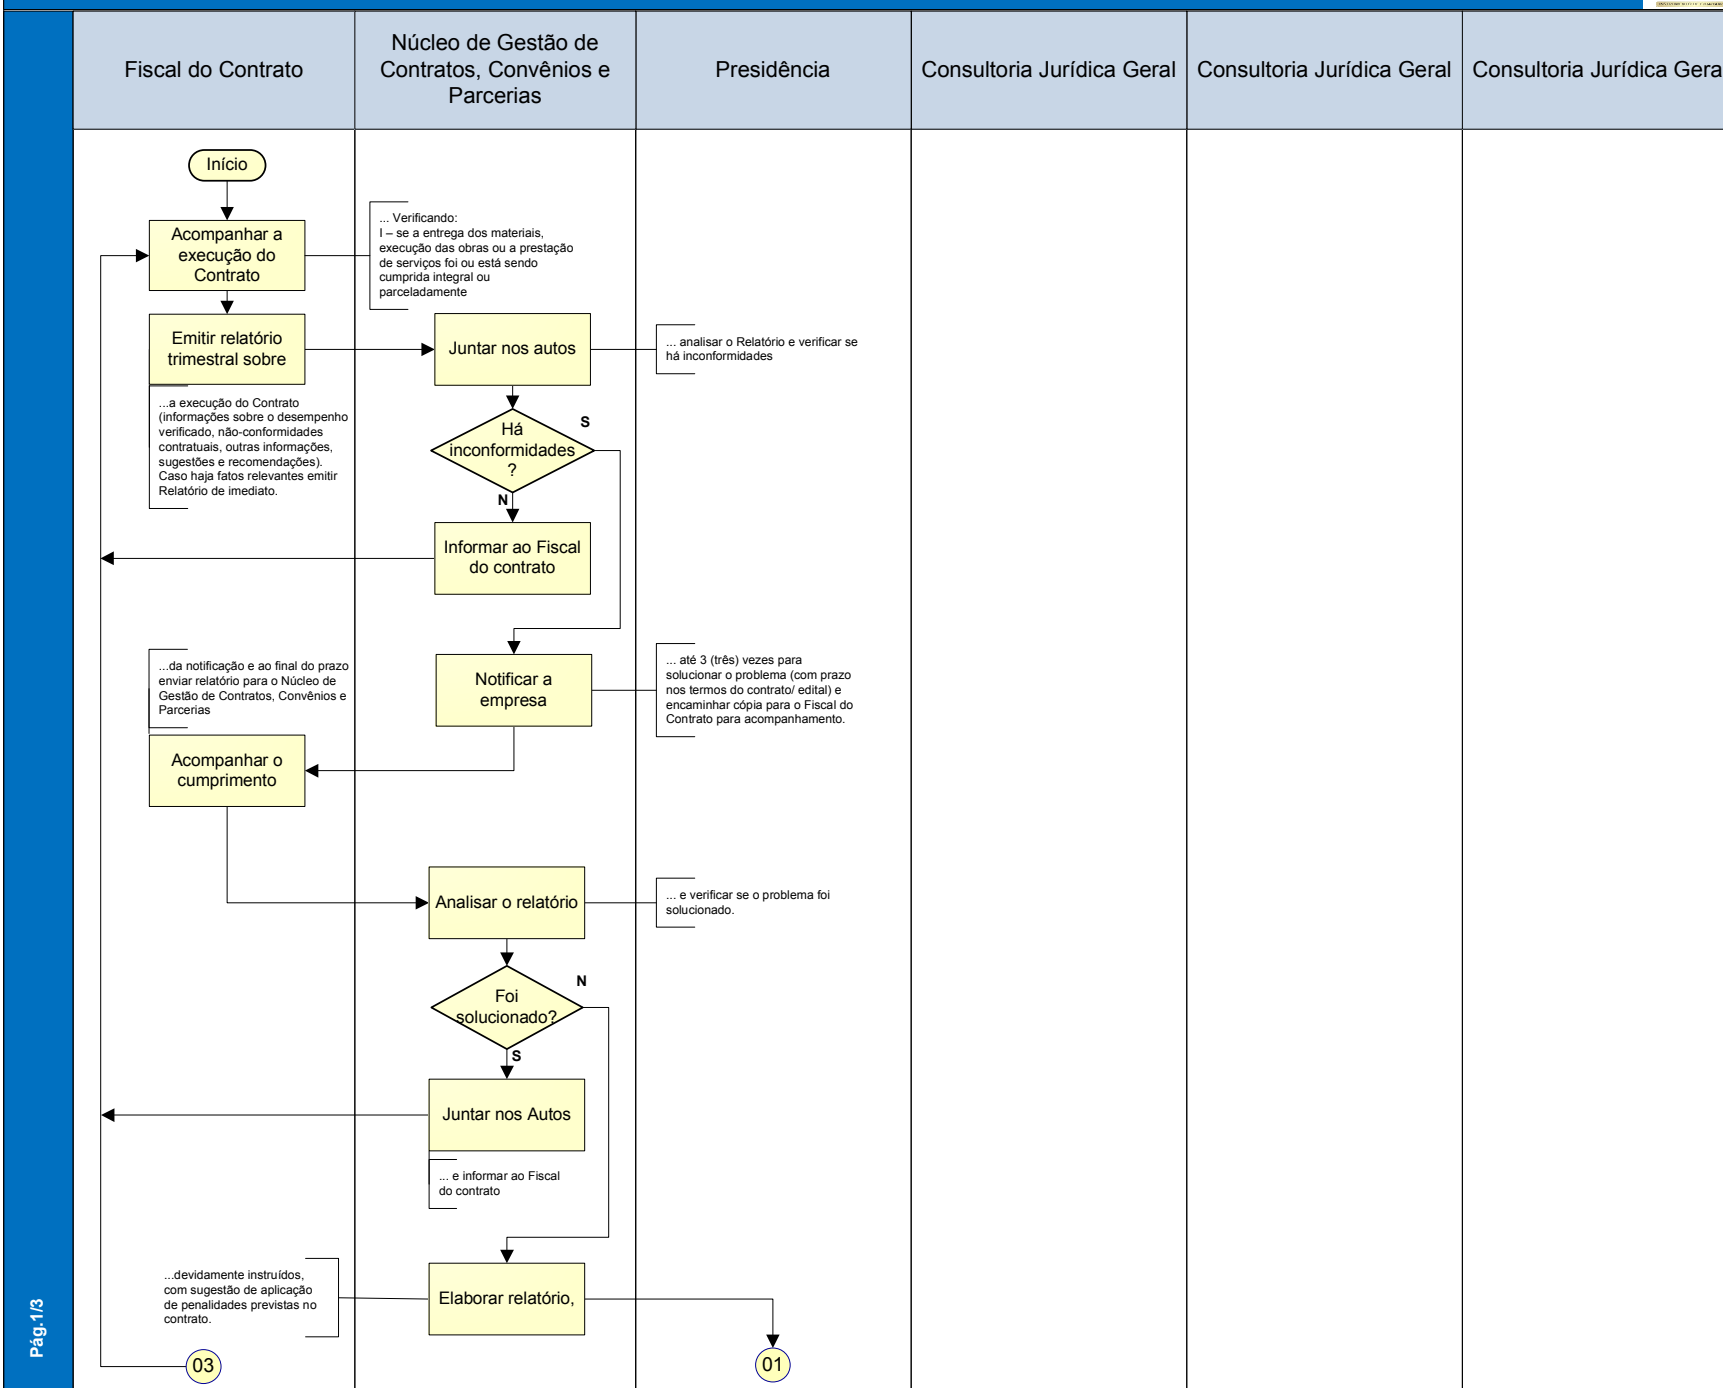 Fiscal do Contrato
Núcleo de Gestão de
Contratos, Convênios e
Parcerias
Presidência
Consultoria Jurídica Geral
Consultoria Jurídica Geral
Consultoria Jurídica Gera
Início
Acompanhar a
execução do
Contrato
... Verificando:
I – se a entrega dos materiais,
execução das obras ou a prestação
de serviços foi ou está sendo
cumprida integral ou
parceladamente
Emitir relatório
trimestral sobre
Juntar nos autos
... analisar o Relatório e verificar se
há inconformidades
...a execução do Contrato
(informações sobre o desempenho
verificado, não-conformidades
contratuais, outras informações,
sugestões e recomendações).
Caso haja fatos relevantes emitir
Relatório de imediato.
Há
inconformidades
?
S
N
Informar ao Fiscal
do contrato
...da notificação e ao final do prazo
enviar relatório para o Núcleo de
Gestão de Contratos, Convênios e
Parcerias
Notificar a
empresa
... até 3 (três) vezes para
solucionar o problema (com prazo
nos termos do contrato/ edital) e
encaminhar cópia para o Fiscal do
Contrato para acompanhamento.
Acompanhar o
cumprimento
Analisar o relatório
... e verificar se o problema foi
solucionado.
Foi
solucionado?
N
S
Juntar nos Autos
... e informar ao Fiscal
do contrato
...devidamente instruídos,
com sugestão de aplicação
de penalidades previstas no
contrato.
Elaborar relatório,
03
01
Pág.1/3